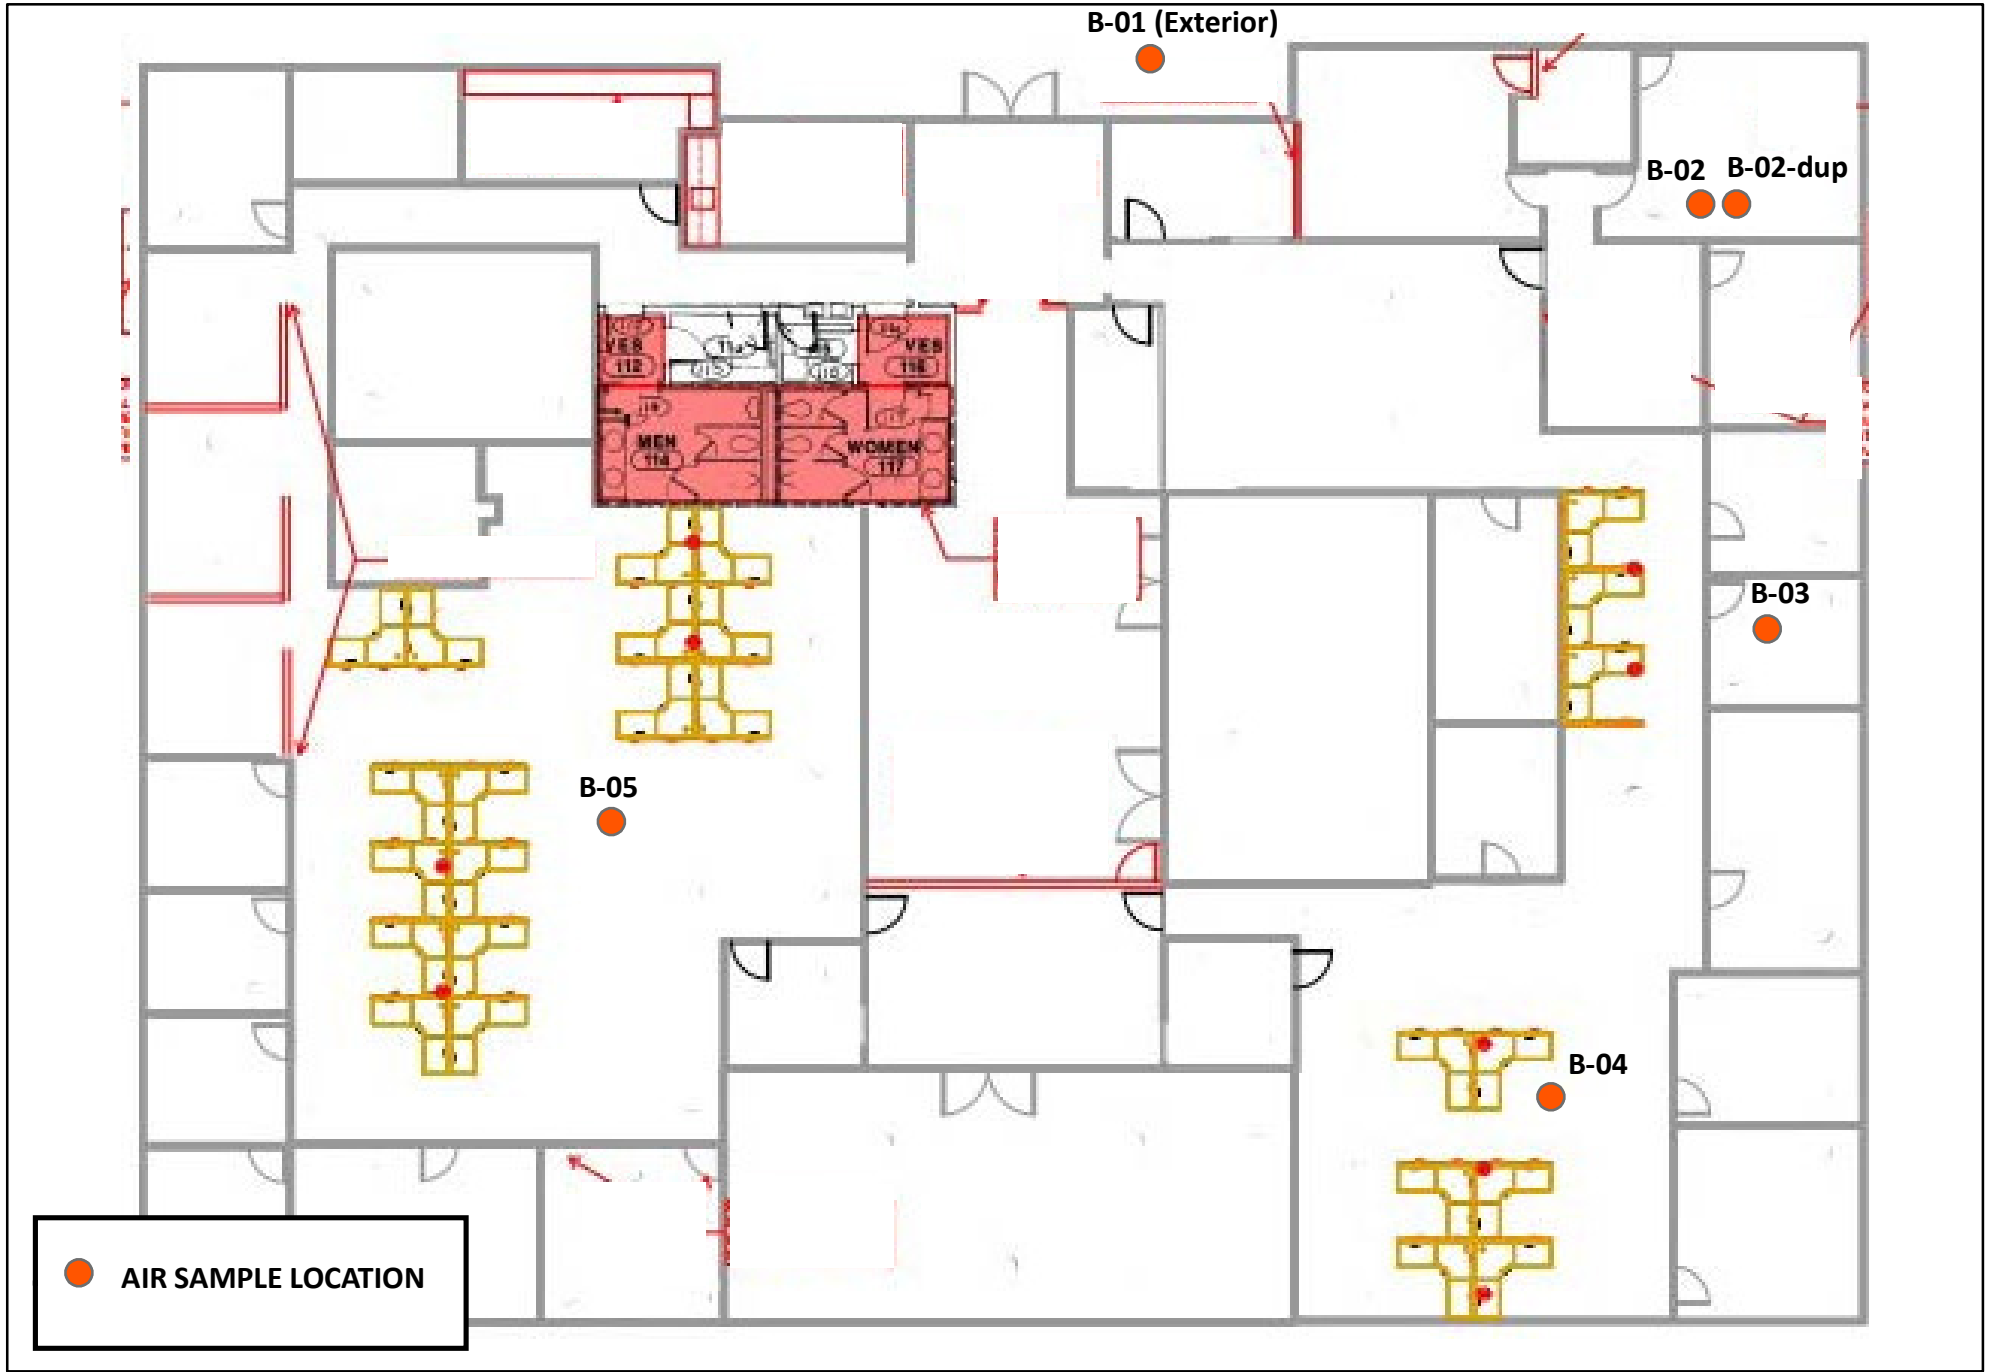 B-01 (Exterior)
B-02
B-02-dup
VES
112
VES
116
MEN
114
WOMEN
117
B-03
B-05
B-04
AIR SAMPLE LOCATION